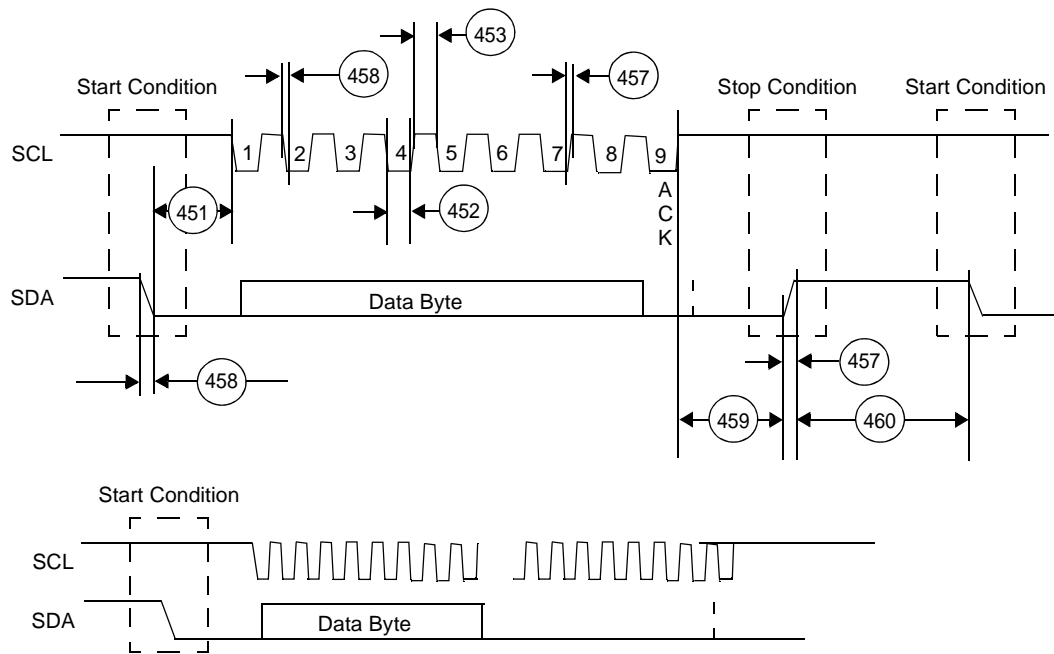 453
458
457
Start Condition
Stop Condition
Start Condition
SCL
1 2 3 4 5 6 7 8 9
A
C
K
451
452
SDA
Data Byte
458
457
459
460
Start Condition
SCL
SDA
Data Byte